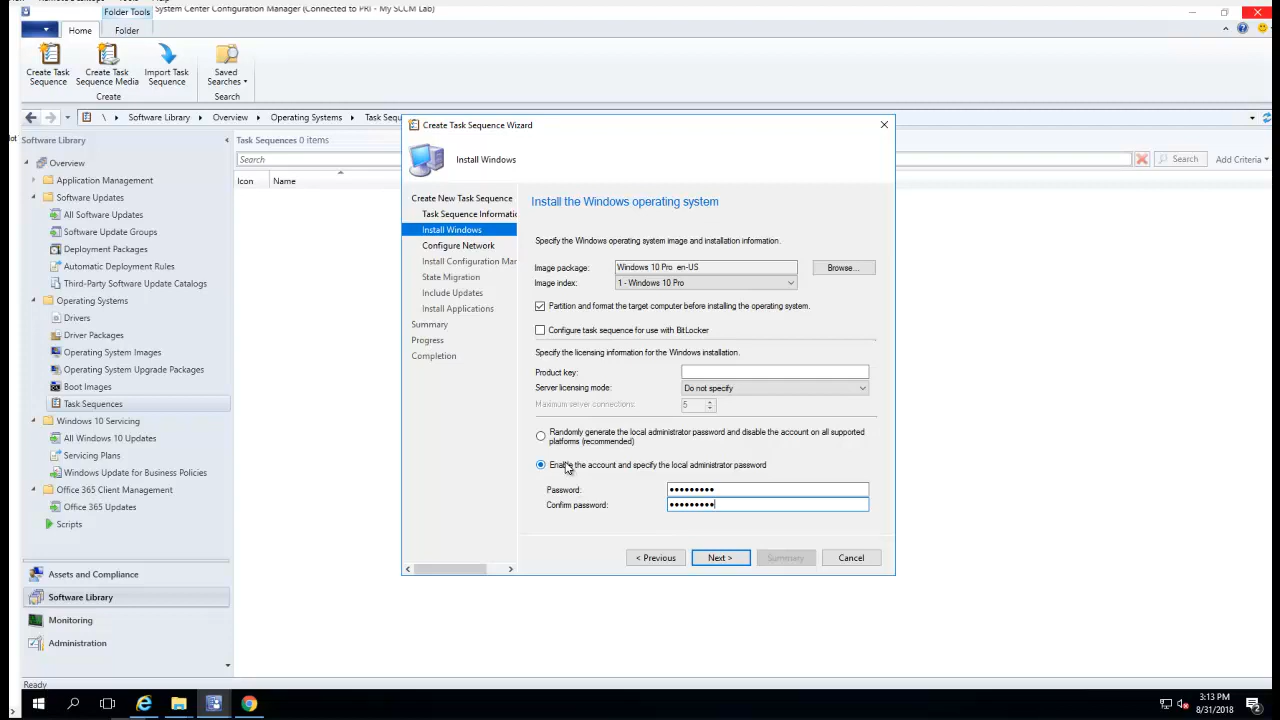 Folder Tools System Center Configuration Manager (Connected to PRI - My SCCM Lab)
Home Folder
Create Task Sequence
Create Task Sequence Media
Import Task Sequence
Saved Searches
Create
Search
\ Software Library Overview Operating Systems Task Sequ
Software Library
Overview
Application Management
Software Updates
All Software Updates
Software Update Groups
Deployment Packages
Automatic Deployment Rules
Third-Party Software Update Catalogs
Operating Systems
Drivers
Driver Packages
Operating System Images
Operating System Upgrade Packages
Boot Images
Task Sequences
Windows 10 Servicing
All Windows 10 Updates
Servicing Plans
Windows Update for Business Policies
Office 365 Client Management
Office 365 Updates
Scripts
Assets and Compliance
Software Library
Monitoring
Administration
Task Sequences 0 items
Search
Search
Add Criteria
Icon Name
Create Task Sequence Wizard
Install Windows
Create New Task Sequence
Task Sequence Informatio
Install Windows
Configure Network
Install Configuration Mar
State Migration
Include Updates
Install Applications
Summary
Progress
Completion
Install the Windows operating system
Specify the Windows operating system image and installation information.
Image package: Windows 10 Pro en-US Browse...
Image index: 1 - Windows 10 Pro
Partition and format the target computer before installing the operating system.
Configure task sequence for use with BitLocker
Specify the licensing information for the Windows installation.
Product key:
Server licensing mode: Do not specify
Maximum server connections: 5
Randomly generate the local administrator password and disable the account on all supported
platforms (recommended)
Enable the account and specify the local administrator password
Password: •••••••••
Confirm password: •••••••••
< Previous Next > Summary Cancel
Ready
3:13 PM
8/31/2018
2